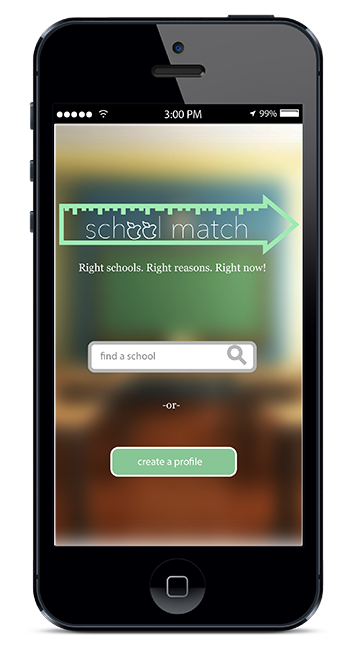 3:00 PM 99%
school match
Right schools. Right reasons. Right now!
find a school
-or-
create a profile